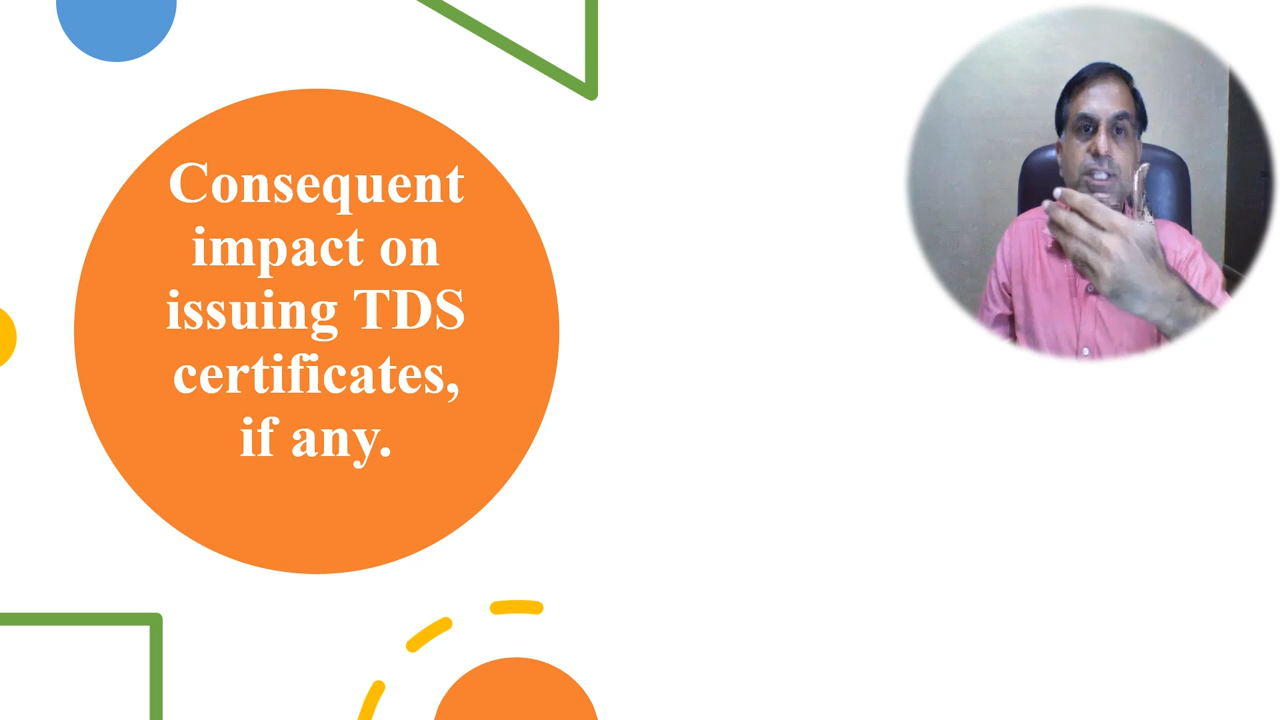 Consequent
impact on
issuing TDS
certificates,
if any.